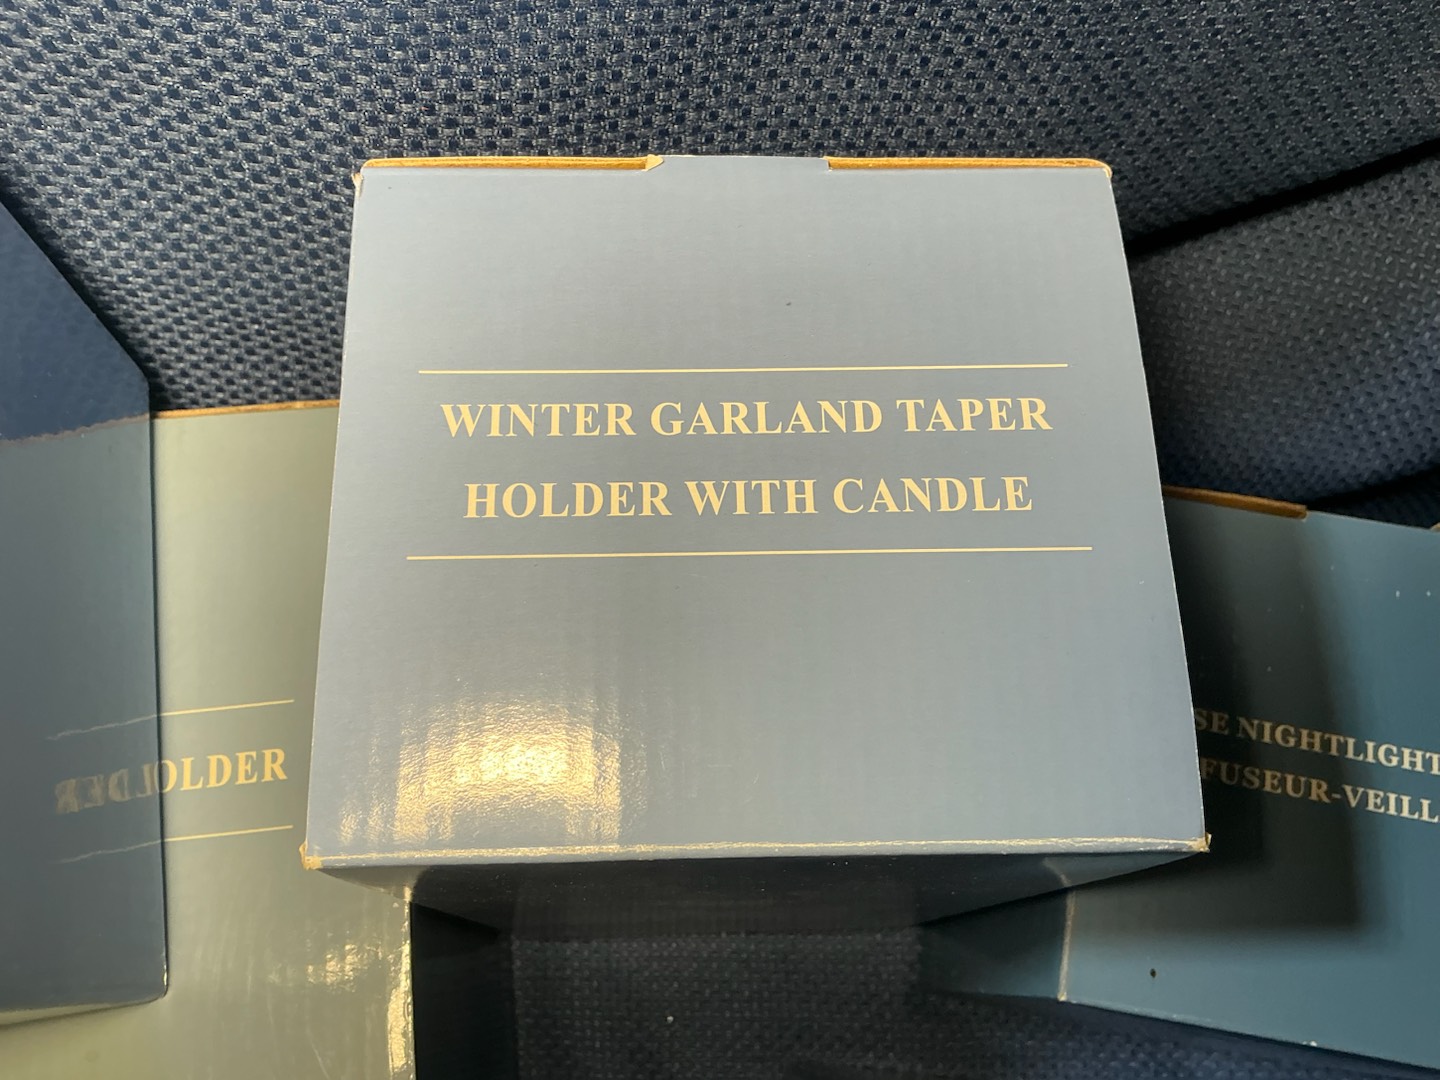 WINTER GARLAND TAPER
HOLDER WITH CANDLE
OLDER
SE NIGHTLIGHT
FUSEUR-VEILL